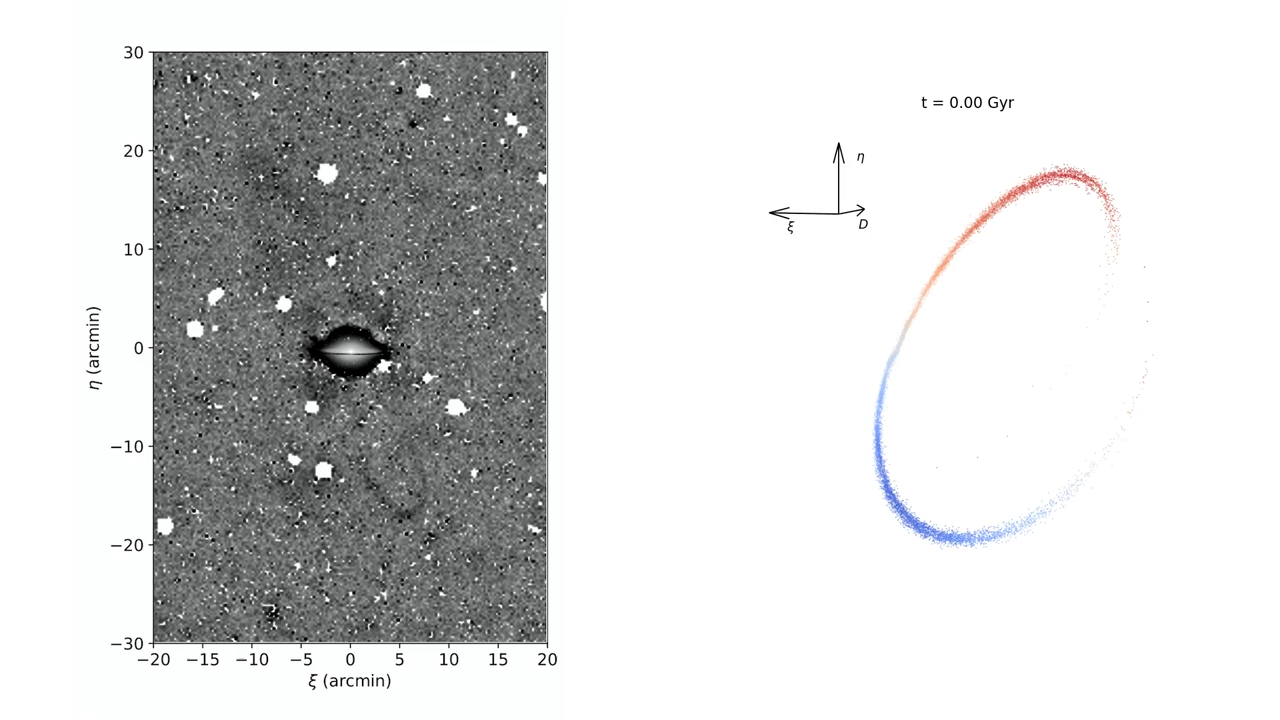 30
20
10
0
−10
−20
−30
η (arcmin)
−20 −15 −10 −5 0 5 10 15 20
ξ (arcmin)
t = 0.00 Gyr
η
ξ
D